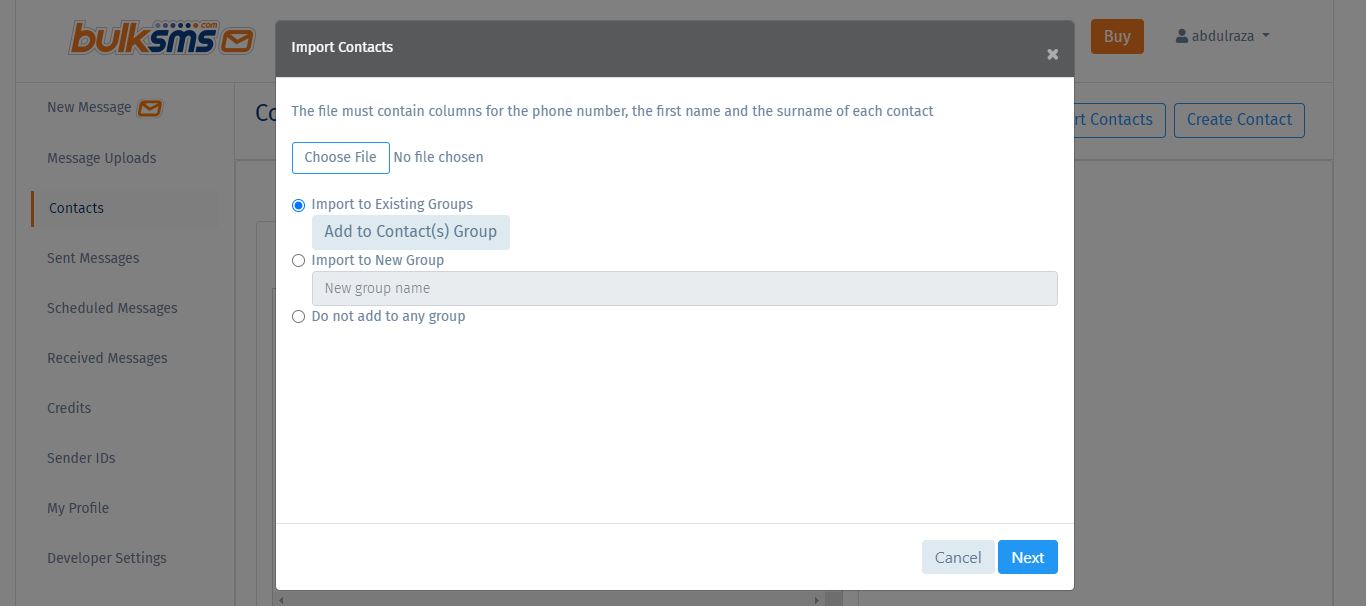 bulksms.com
Import Contacts
×
Buy
abdulraza
New Message
Message Uploads
Contacts
Sent Messages
Scheduled Messages
Received Messages
Credits
Sender IDs
My Profile
Developer Settings
Co
rt Contacts
Create Contact
The file must contain columns for the phone number, the first name and the surname of each contact
Choose File No file chosen
Import to Existing Groups
Add to Contact(s) Group
Import to New Group
New group name
Do not add to any group
Cancel
Next